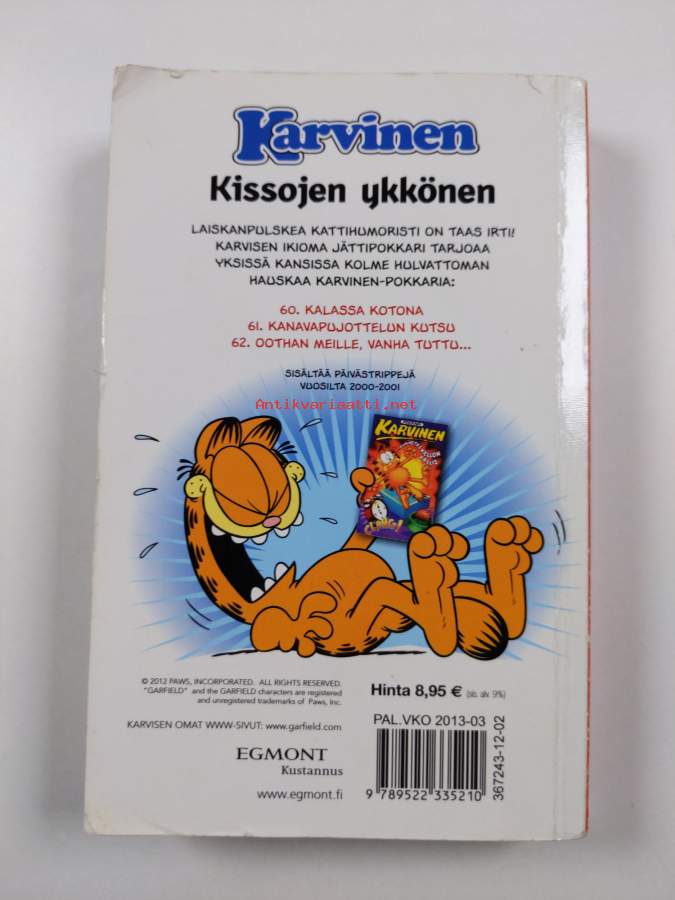 Karvinen
Kissojen ykkönen
LAISKANPULSKEA KATTIHUMORISTI ON TAAS IRTI!
KARVISEN IKIOMA JÄTTIPOKKARI TARJOAA
YKSISSÄ KANSISSA KOLME HULVATTOMAN
HAUSKAA KARVINEN-POKKARIA:
60. KALASSA KOTONA
61. KANAVAPUJOTTELUN KUTSU
62. OOTHAN MEILLE, VANHA TUTTU...
SISÄLTÄÄ PÄIVÄSTRIPPEJÄ
VUOSILTA 2000-2001
Antikvariaatti.net
KARVINEN
CLANG!
© 2012 PAWS, INCORPORATED. ALL RIGHTS RESERVED.
"GARFIELD" and the GARFIELD characters are registered
and unregistered trademarks of Paws, Inc.
Hinta 8,95 € (sis. alv. 9%)
KARVISEN OMAT WWW-SIVUT: www.garfield.com
PAL.VKO 2013-03
EGMONT
Kustannus
www.egmont.fi
9 789522 335210
367243-12-02